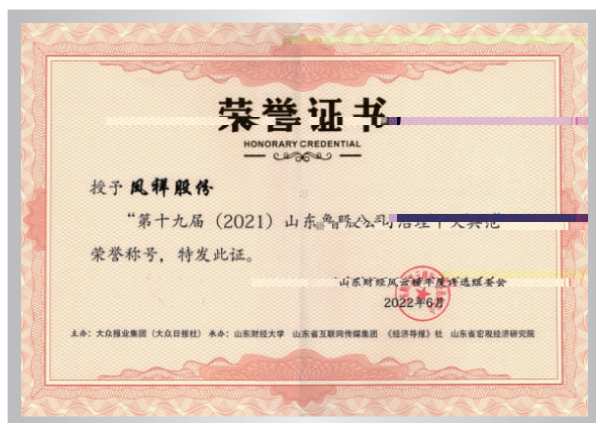 荣誉证书
HONORARY CREDENTIAL
授予 凤祥股份
“第十九届（2021）山东
荣誉称号，特发此证。
山东财经风云榜年度评选组委会
2022年6月
主办：大众报业集团（大众日报社） 承办：山东财经大学 山东省互联网传媒集团 《经济导报》社 山东省宏观经济研究院